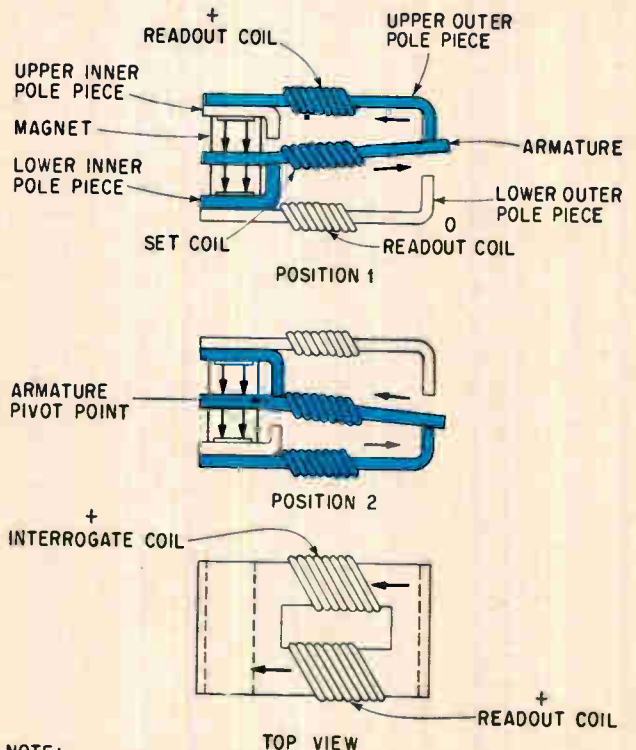 +
READOUT COIL
UPPER OUTER
POLE PIECE
UPPER INNER
POLE PIECE
MAGNET
ARMATURE
LOWER INNER
POLE PIECE
LOWER OUTER
POLE PIECE
O
SET COIL
READOUT COIL
POSITION 1
ARMATURE
PIVOT POINT
POSITION 2
+
INTERROGATE COIL
+
READOUT COIL
TOP VIEW
NOTE: